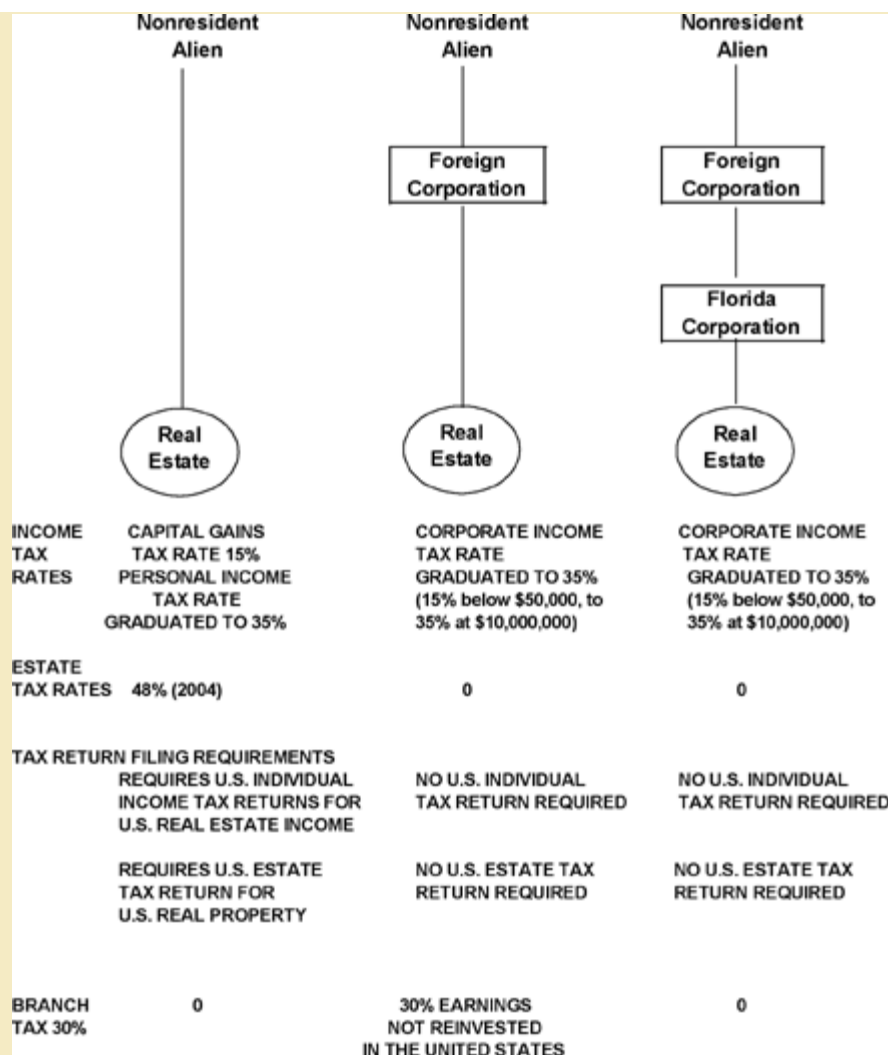 Nonresident Nonresident Nonresident
Alien Alien Alien
Foreign Foreign
Corporation Corporation
Florida
Corporation
Real Real Real
Estate Estate Estate
INCOME CAPITAL GAINS CORPORATE INCOME CORPORATE INCOME
TAX TAX RATE 15% TAX RATE TAX RATE
RATES PERSONAL INCOME GRADUATED TO 35% GRADUATED TO 35%
TAX RATE (15% below $50,000, to (15% below $50,000, to
GRADUATED TO 35% 35% at $10,000,000) 35% at $10,000,000)
ESTATE
TAX RATES 48% (2004) 0 0
TAX RETURN FILING REQUIREMENTS
REQUIRES U.S. INDIVIDUAL NO U.S. INDIVIDUAL NO U.S. INDIVIDUAL
INCOME TAX RETURNS FOR TAX RETURN REQUIRED TAX RETURN REQUIRED
U.S. REAL ESTATE INCOME
REQUIRES U.S. ESTATE NO U.S. ESTATE TAX NO U.S. ESTATE TAX
TAX RETURN FOR RETURN REQUIRED RETURN REQUIRED
U.S. REAL PROPERTY
BRANCH 0 30% EARNINGS 0
TAX 30% NOT REINVESTED
IN THE UNITED STATES